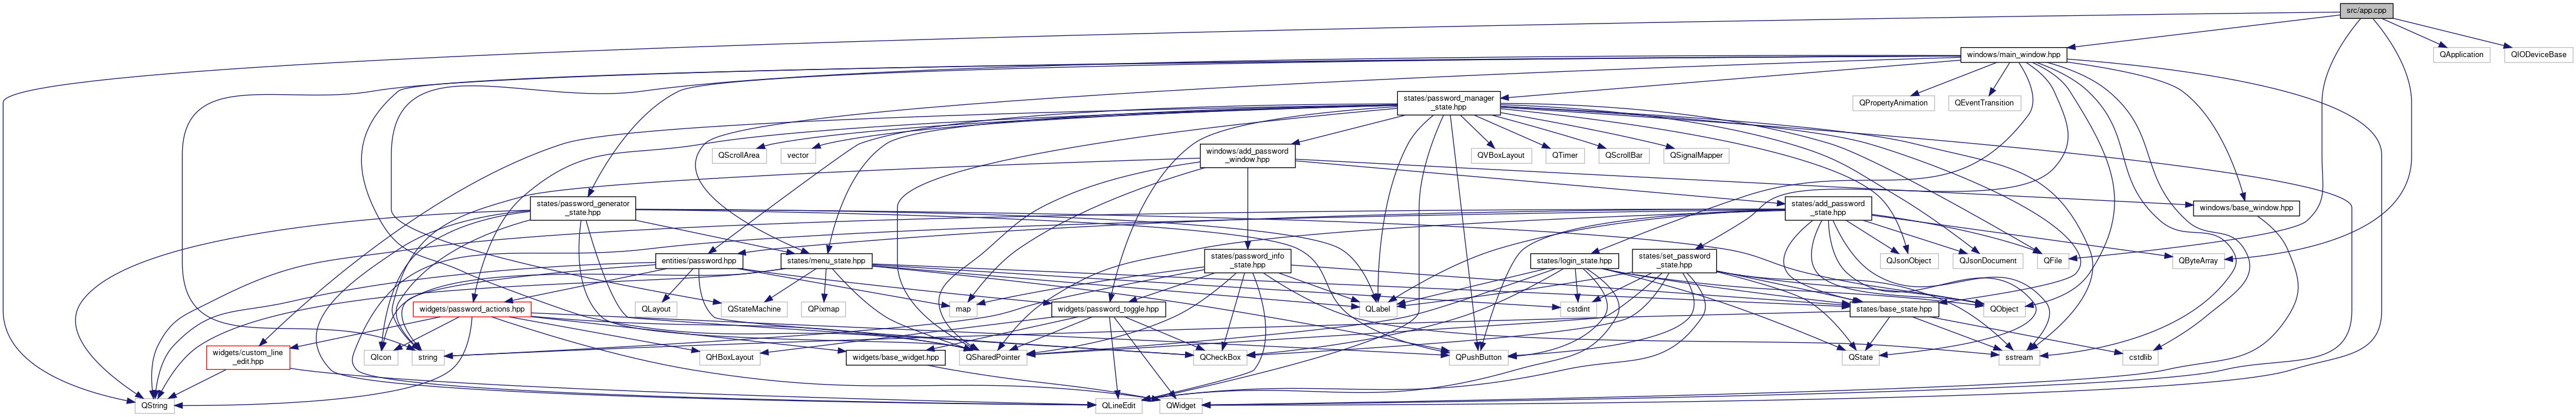 src/app.cpp
windows/main_window.hpp
QApplication
QIODeviceBase
states/password_manager
_state.hpp
QPropertyAnimation
QEventTransition
QScrollArea
vector
windows/add_password
_window.hpp
QVBoxLayout
QTimer
QScrollBar
QSignalMapper
states/password_generator
_state.hpp
states/add_password
_state.hpp
windows/base_window.hpp
entities/password.hpp
states/menu_state.hpp
states/password_info
_state.hpp
states/login_state.hpp
states/set_password
_state.hpp
QJsonObject
QJsonDocument
QFile
QByteArray
widgets/password_actions.hpp
QLayout
QStateMachine
QPixmap
map
widgets/password_toggle.hpp
QLabel
cstdint
states/base_state.hpp
QObject
widgets/custom_line
_edit.hpp
QIcon
string
QHBoxLayout
widgets/base_widget.hpp
QSharedPointer
QCheckBox
QPushButton
QState
sstream
cstdlib
QString
QLineEdit
QWidget